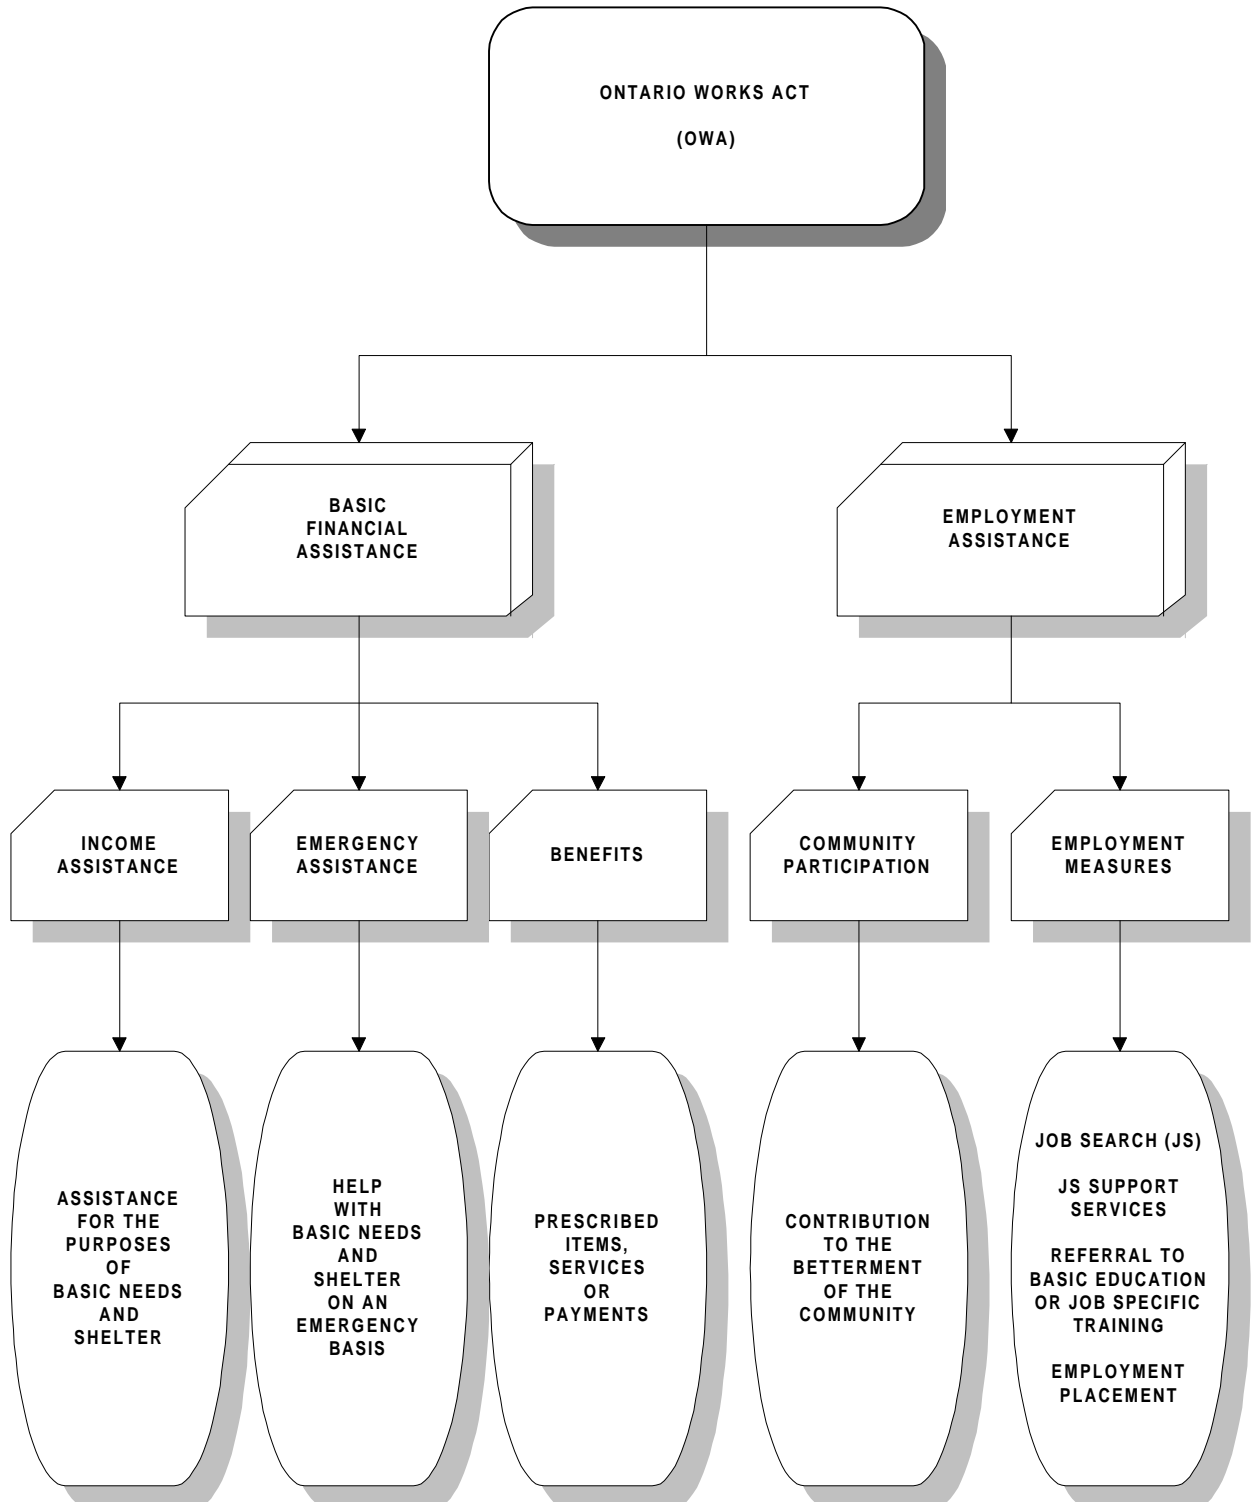 ONTARIO WORKS ACT
(OWA)
BASIC
FINANCIAL
ASSISTANCE
EMPLOYMENT
ASSISTANCE
INCOME
ASSISTANCE
EMERGENCY
ASSISTANCE
BENEFITS
COMMUNITY
PARTICIPATION
EMPLOYMENT
MEASURES
ASSISTANCE
FOR THE
PURPOSES
OF
BASIC NEEDS
AND
SHELTER
HELP
WITH
BASIC NEEDS
AND
SHELTER
ON AN
EMERGENCY
BASIS
PRESCRIBED
ITEMS,
SERVICES
OR
PAYMENTS
CONTRIBUTION
TO THE
BETTERMENT
OF THE
COMMUNITY
JOB SEARCH (JS)
JS SUPPORT
SERVICES
REFERRAL TO
BASIC EDUCATION
OR JOB SPECIFIC
TRAINING
EMPLOYMENT
PLACEMENT